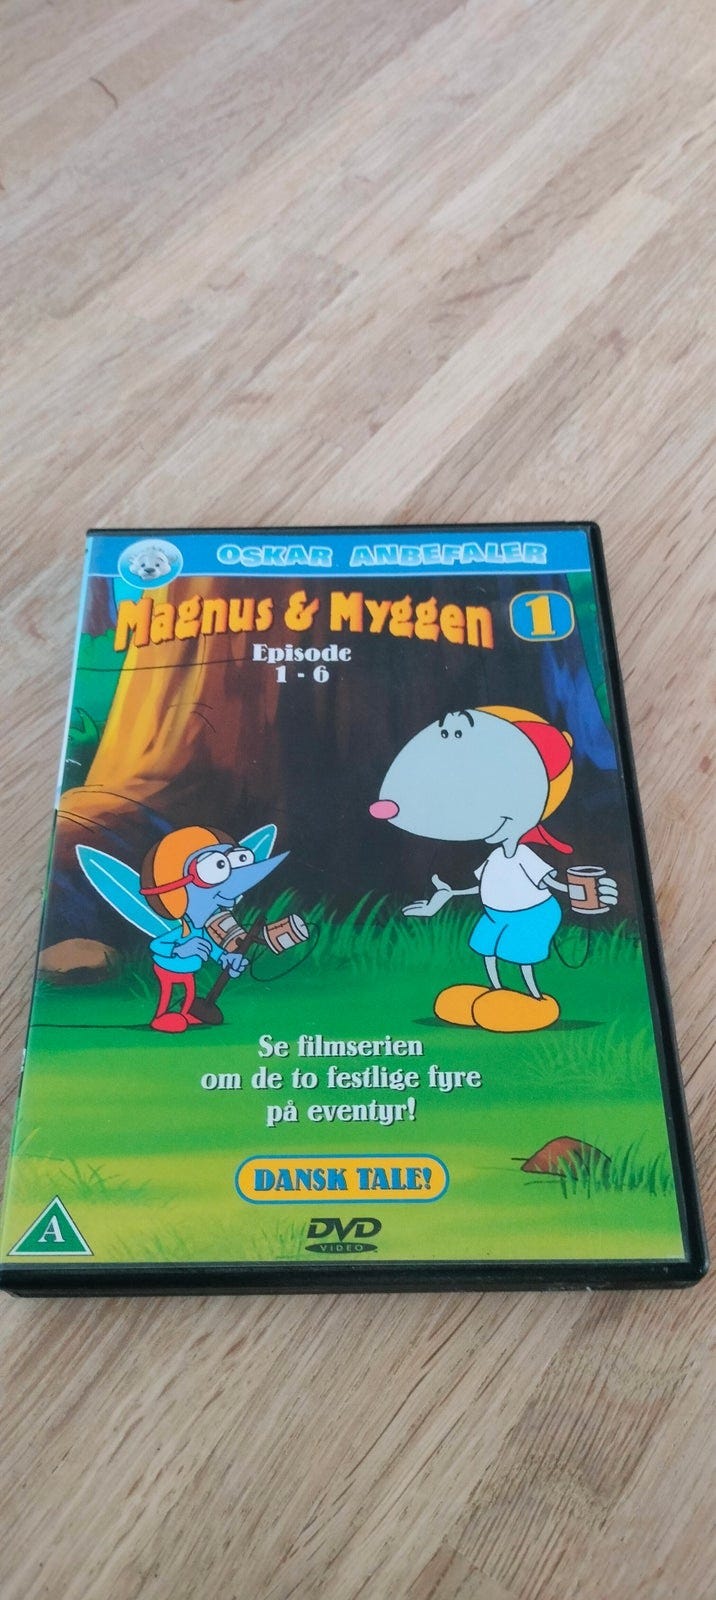 OSKAR ANBEFALER
Magnus & Myggen 1
Episode
1 - 6
Se filmserien
om de to festlige fyre
på eventyr!
DANSK TALE!
A
DVD
VIDEO